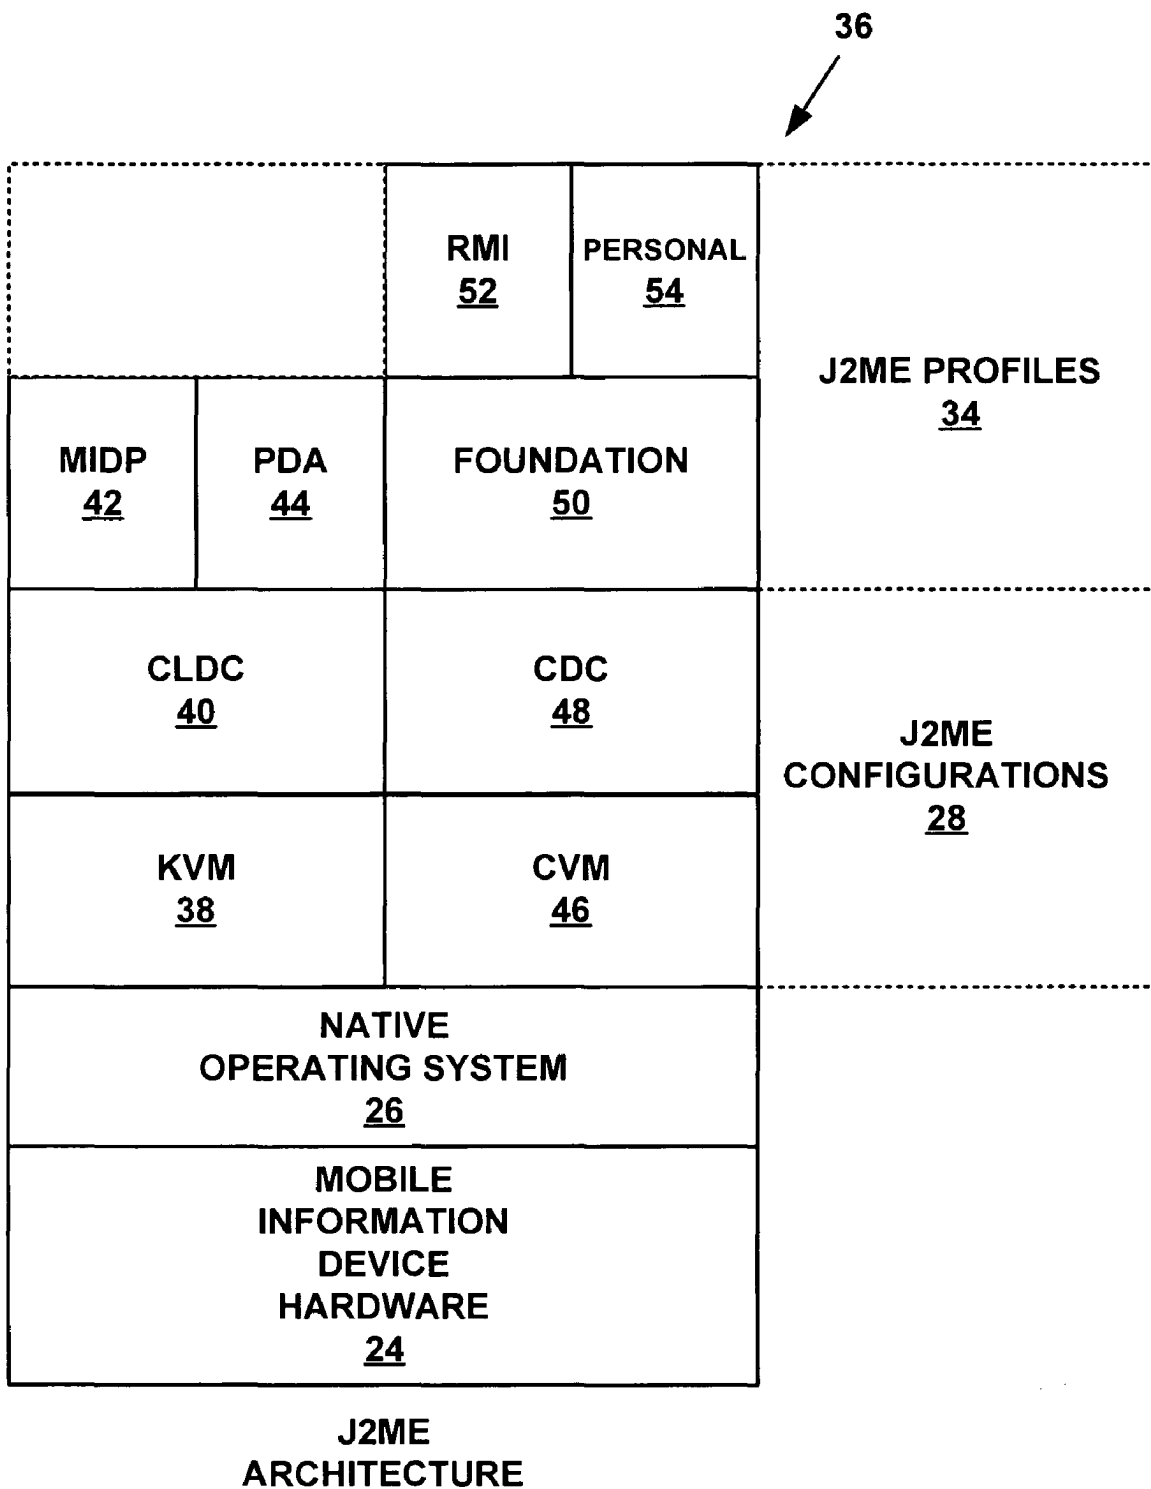 36
RMI
52
PERSONAL
54
J2ME PROFILES
34
MIDP
42
PDA
44
FOUNDATION
50
CLDC
40
CDC
48
J2ME
CONFIGURATIONS
28
KVM
38
CVM
46
NATIVE
OPERATING SYSTEM
26
MOBILE
INFORMATION
DEVICE
HARDWARE
24
J2ME
ARCHITECTURE